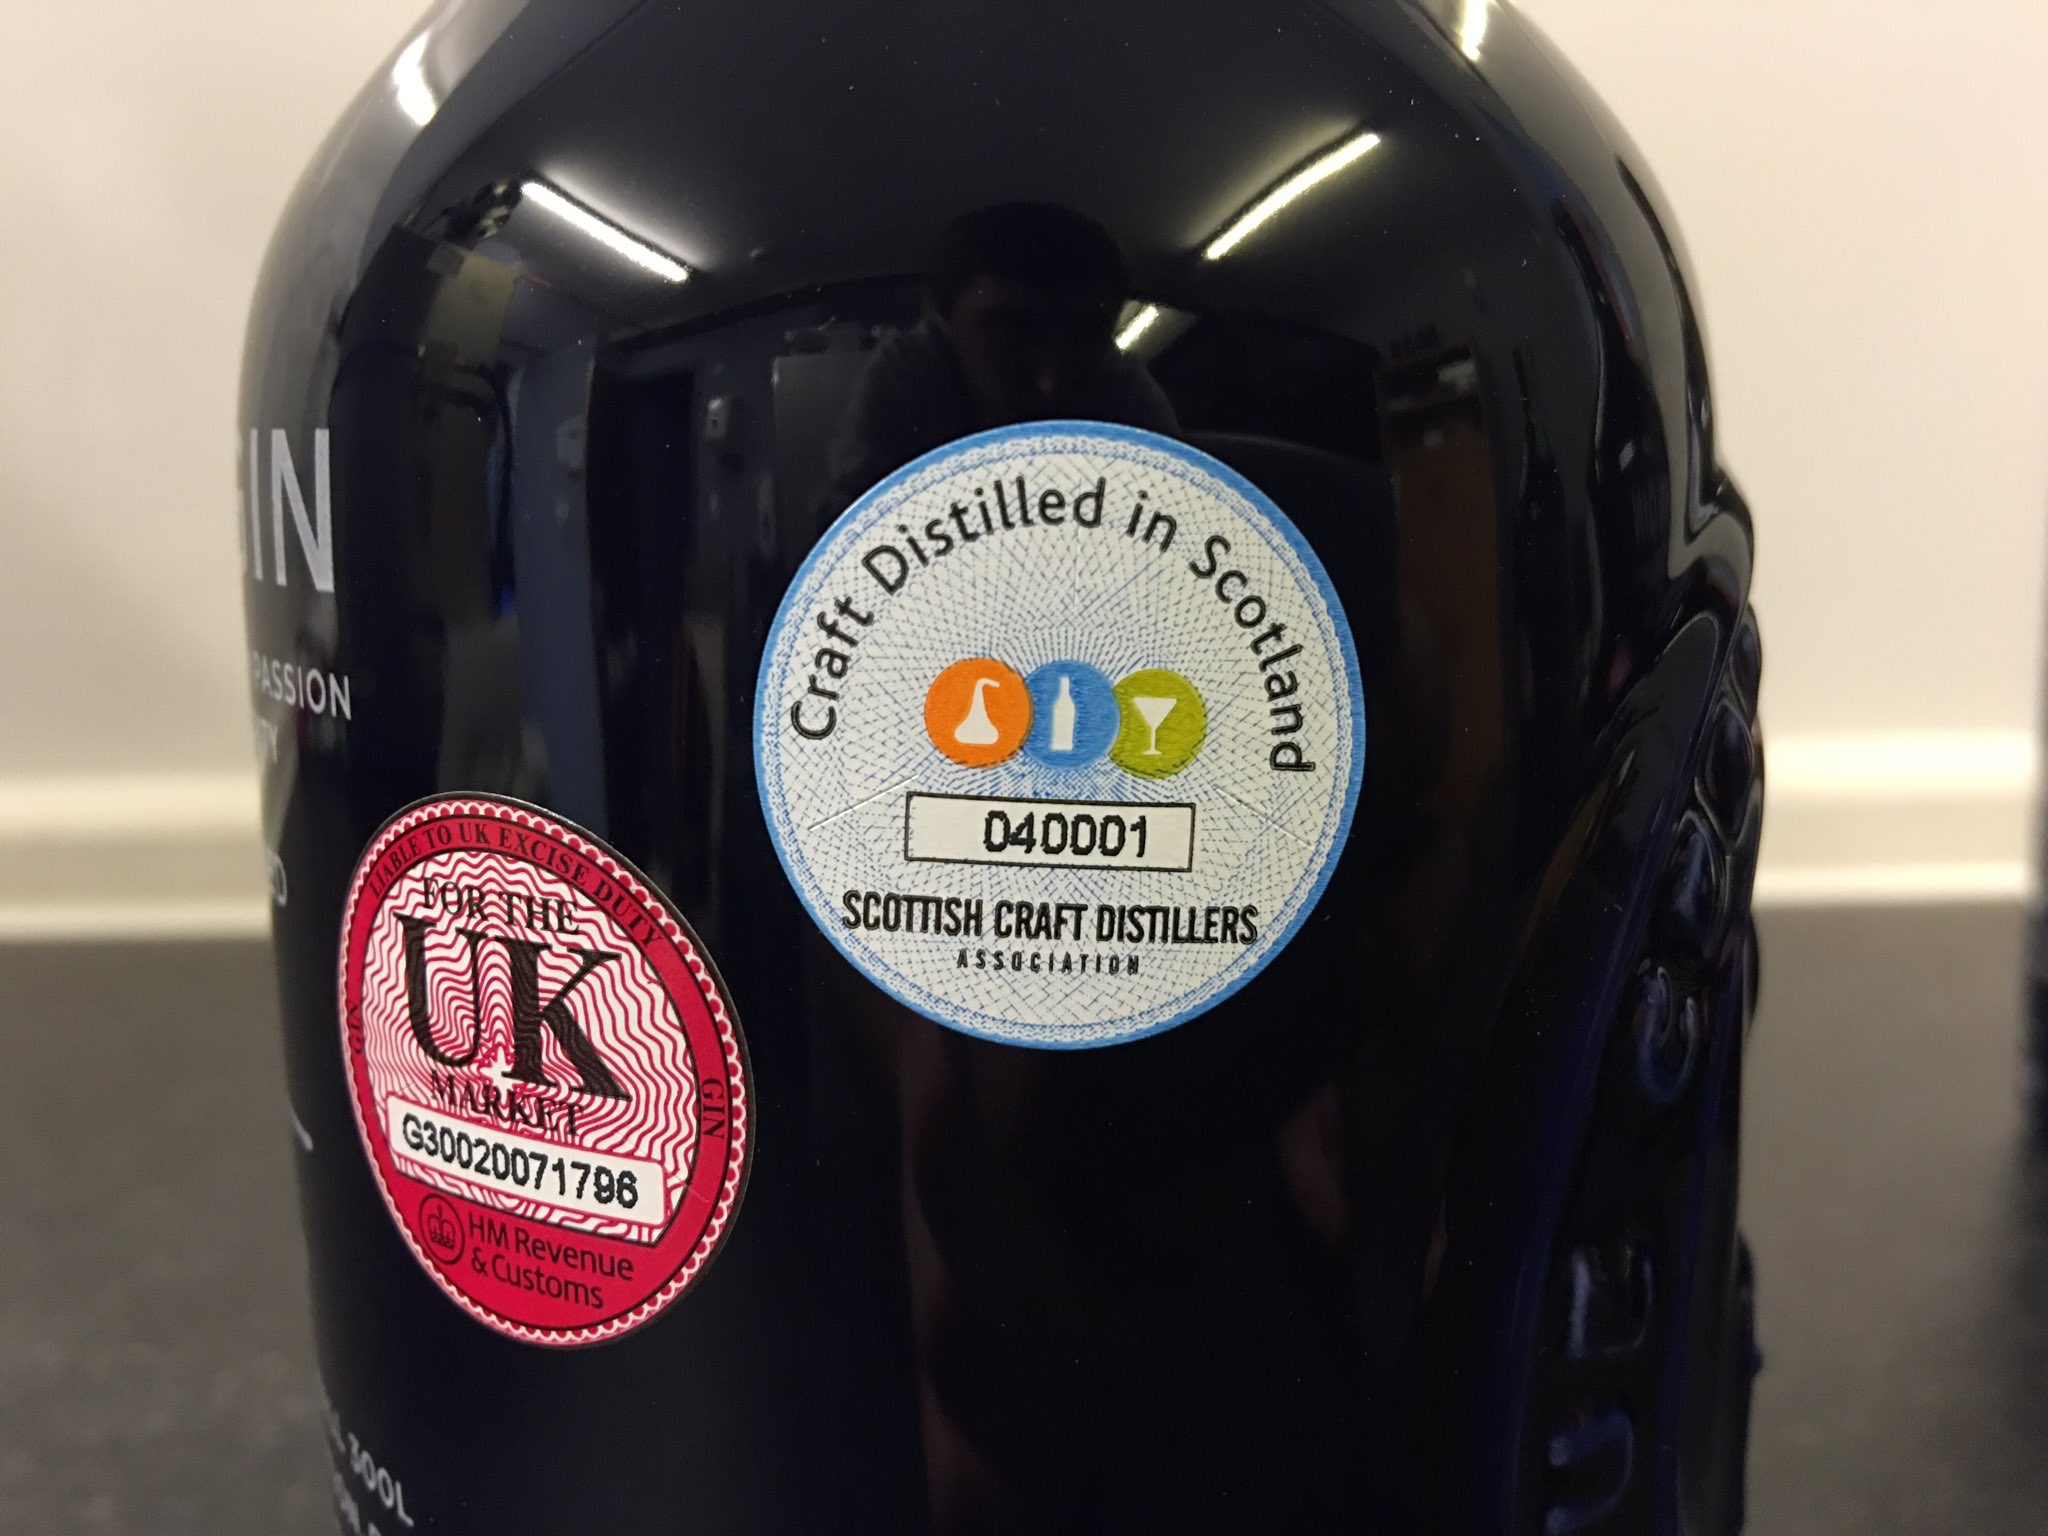 GIN
PASSION
Craft Distilled in Scotland
040001
SCOTTISH CRAFT DISTILLERS
ASSOCIATION
LIABLE TO UK EXCISE DUTY
FOR THE
UK
MARKET
GIN
GIN
G30020071796
HM Revenue
& Customs
300L